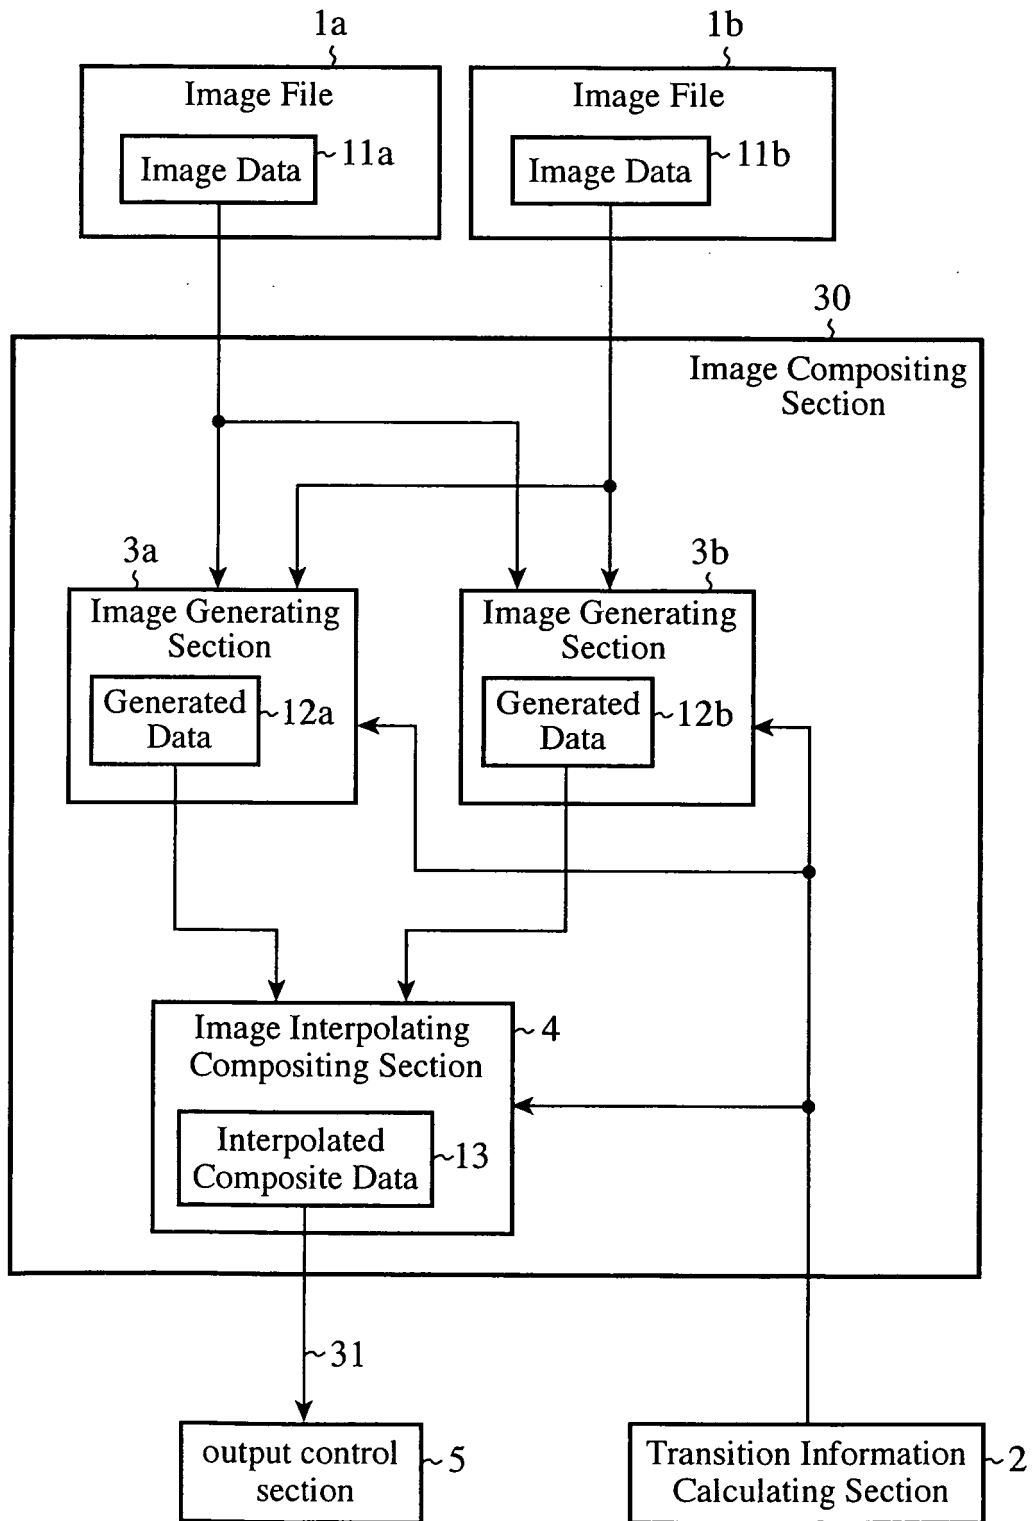 1a
1b
Image File
Image File
Image Data
11a
Image Data
11b
30
Image Compositing
Section
3a
3b
Image Generating
Section
Image Generating
Section
Generated
Data
12a
Generated
Data
12b
Image Interpolating
Compositing Section
4
Interpolated
Composite Data
13
31
output control
section
5
Transition Information
Calculating Section
2